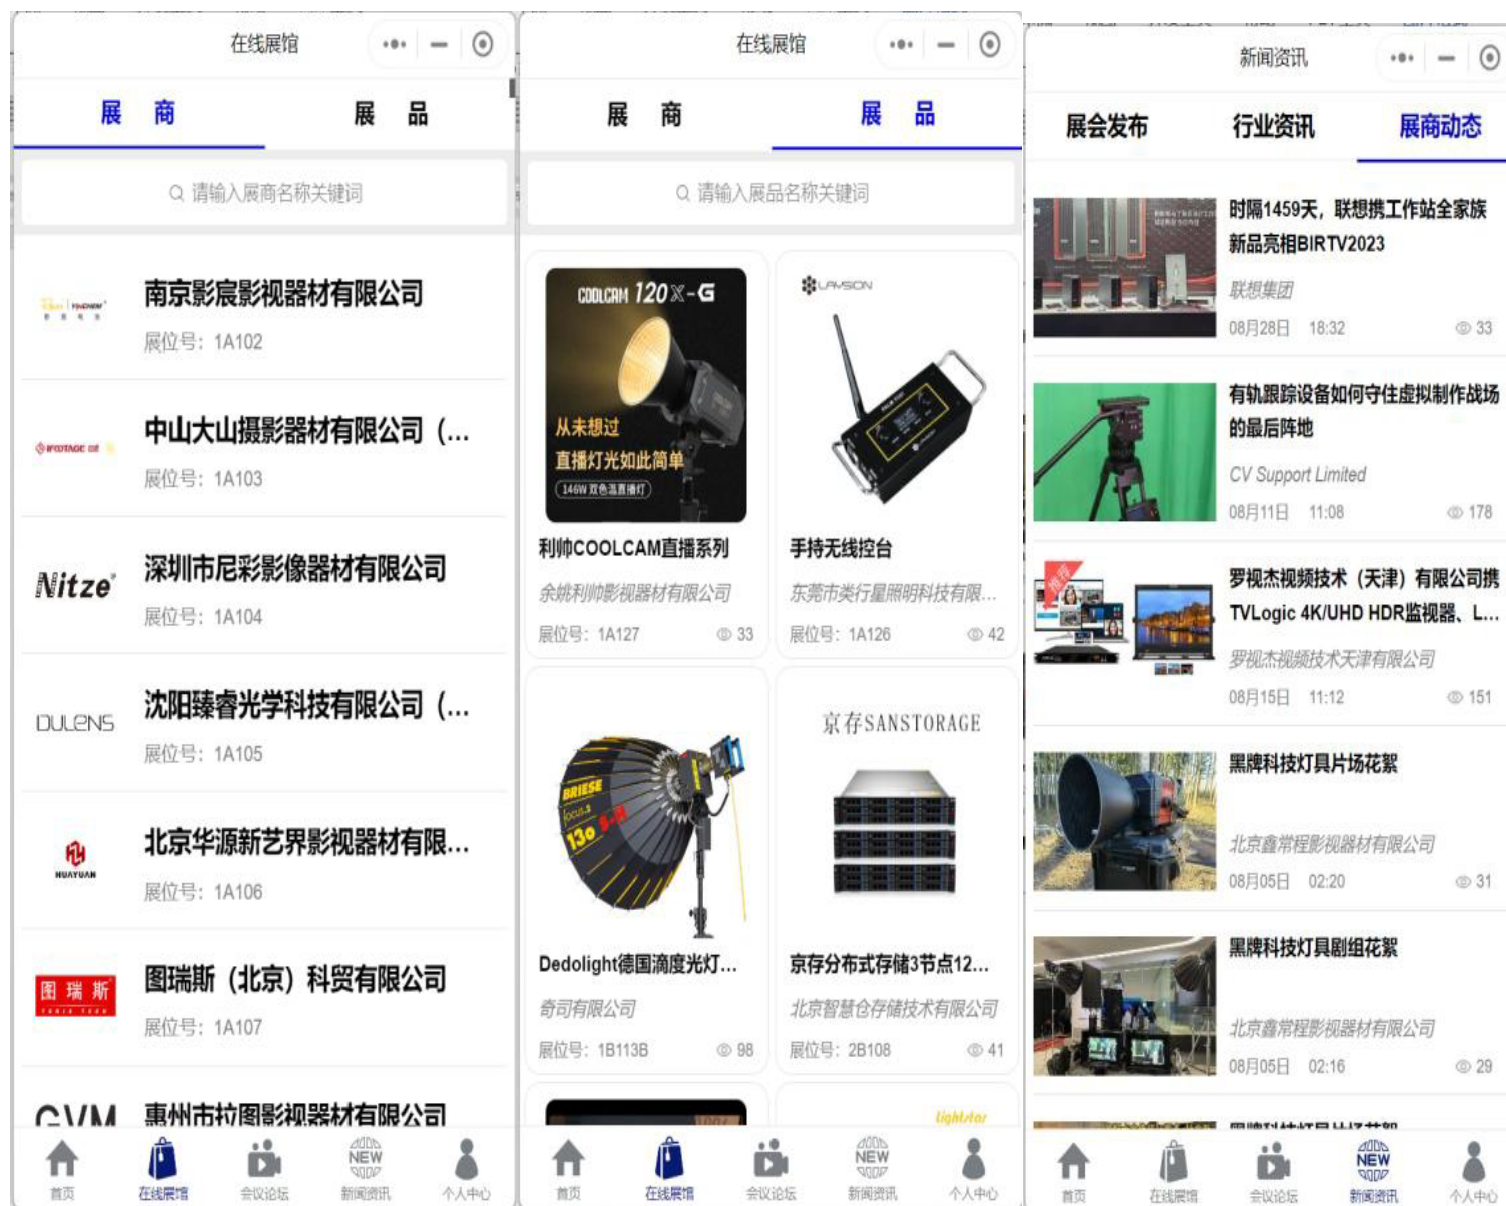 在线展馆
展 商
展 品
请输入展商名称关键词
南京影宸影视器材有限公司
展位号：1A102
中山大山摄影器材有限公司（...
展位号：1A103
IFOOTAGE
Nitze
深圳市尼彩影像器材有限公司
展位号：1A104
沈阳臻睿光学科技有限公司（...
DULENS
展位号：1A105
北京华源新艺界影视器材有限...
HUAYUAN
展位号：1A106
图瑞斯
图瑞斯（北京）科贸有限公司
展位号：1A107
GVM
惠州市拉图影视器材有限公司
首页
在线展馆
会议论坛
NEW
新闻资讯
个人中心
在线展馆
展 商
展 品
请输入展品名称关键词
COOLCAM 120X-G
从未想过
直播灯光如此简单
146W 双色温直播灯
利帅COOLCAM直播系列
余姚利帅影视器材有限公司
展位号：1A127
33
LAYSION
手持无线控台
东莞市类行星照明科技有限...
展位号：1A126
42
BRIESE
FOCUS.2
130 S-H
Dedolight德国滴度光灯...
奇司有限公司
展位号：1B113B
98
京存SANSTORAGE
京存分布式存储3节点12...
北京智慧仓存储技术有限公司
展位号：2B108
41
lightstar
首页
在线展馆
会议论坛
NEW
新闻资讯
个人中心
新闻资讯
展会发布
行业资讯
展商动态
时隔1459天，联想携工作站全家族
新品亮相BIRTV2023
联想集团
08月28日 18:32
33
有轨跟踪设备如何守住虚拟制作战场
的最后阵地
CV Support Limited
08月11日 11:08
178
推荐
罗视杰视频技术（天津）有限公司携
TVLogic 4K/UHD HDR监视器、L...
罗视杰视频技术天津有限公司
08月15日 11:12
151
黑牌科技灯具片场花絮
北京鑫常程影视器材有限公司
08月05日 02:20
31
黑牌科技灯具剧组花絮
北京鑫常程影视器材有限公司
08月05日 02:16
29
黑牌科技灯具片场花絮
首页
在线展馆
会议论坛
NEW
新闻资讯
个人中心